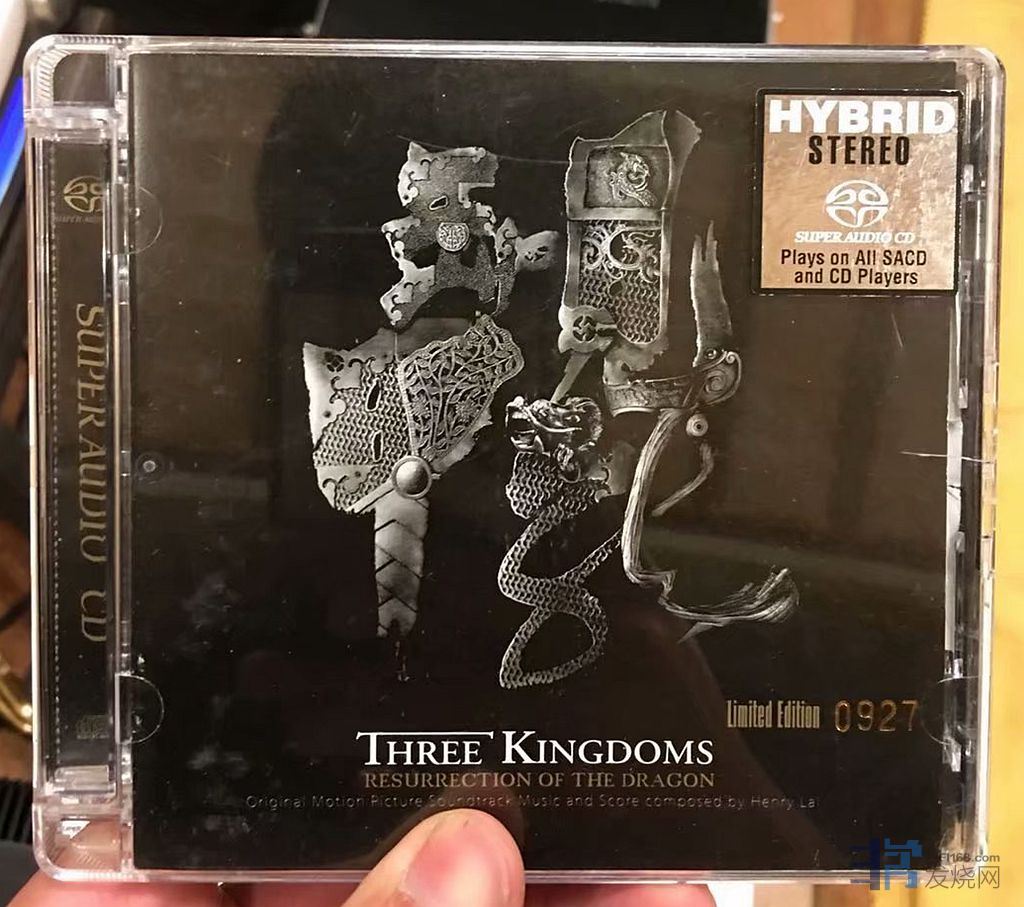 HYBRID
STEREO
SUPER AUDIO CD
Plays on All SACD
and CD Players
SUPER AUDIO CD
Limited Edition 0927
THREE KINGDOMS
RESURRECTION OF THE DRAGON
Original Motion Picture Soundtrack Music and Score composed by Henry Lai
发烧网